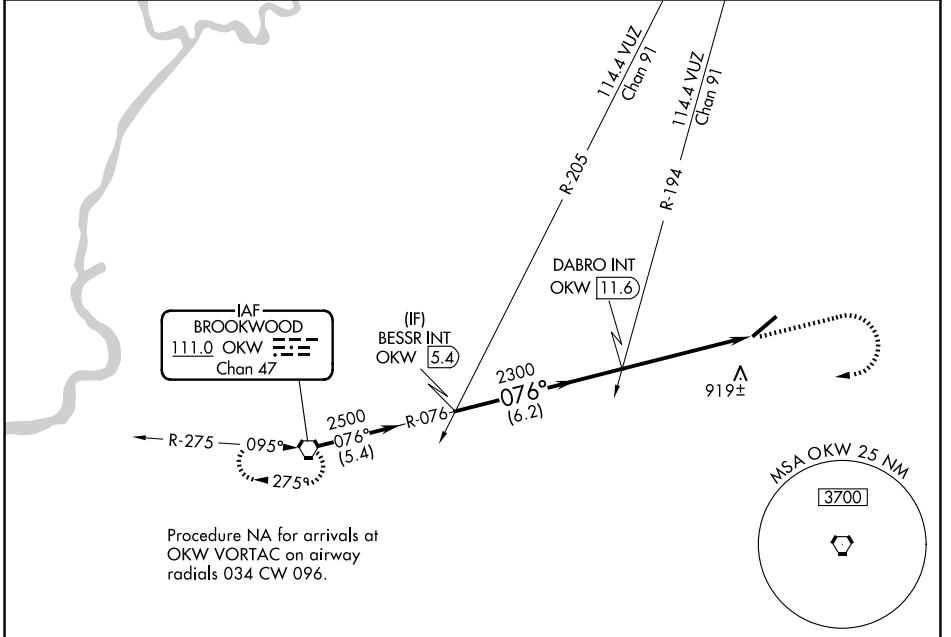 114.4 VUZ
Chan 91
114.4 VUZ
Chan 91
R-205
R-194
DABRO INT
OKW 11.6
IAF
BROOKWOOD
111.0 OKW
Chan 47
(IF)
BESSR INT
OKW 5.4
2300
076°
(6.2)
919±
2500
076°
(5.4)
R-076
R-275
095°
275°
MSA OKW 25 NM
3700
Procedure NA for arrivals at
OKW VORTAC on airway
radials 034 CW 096.